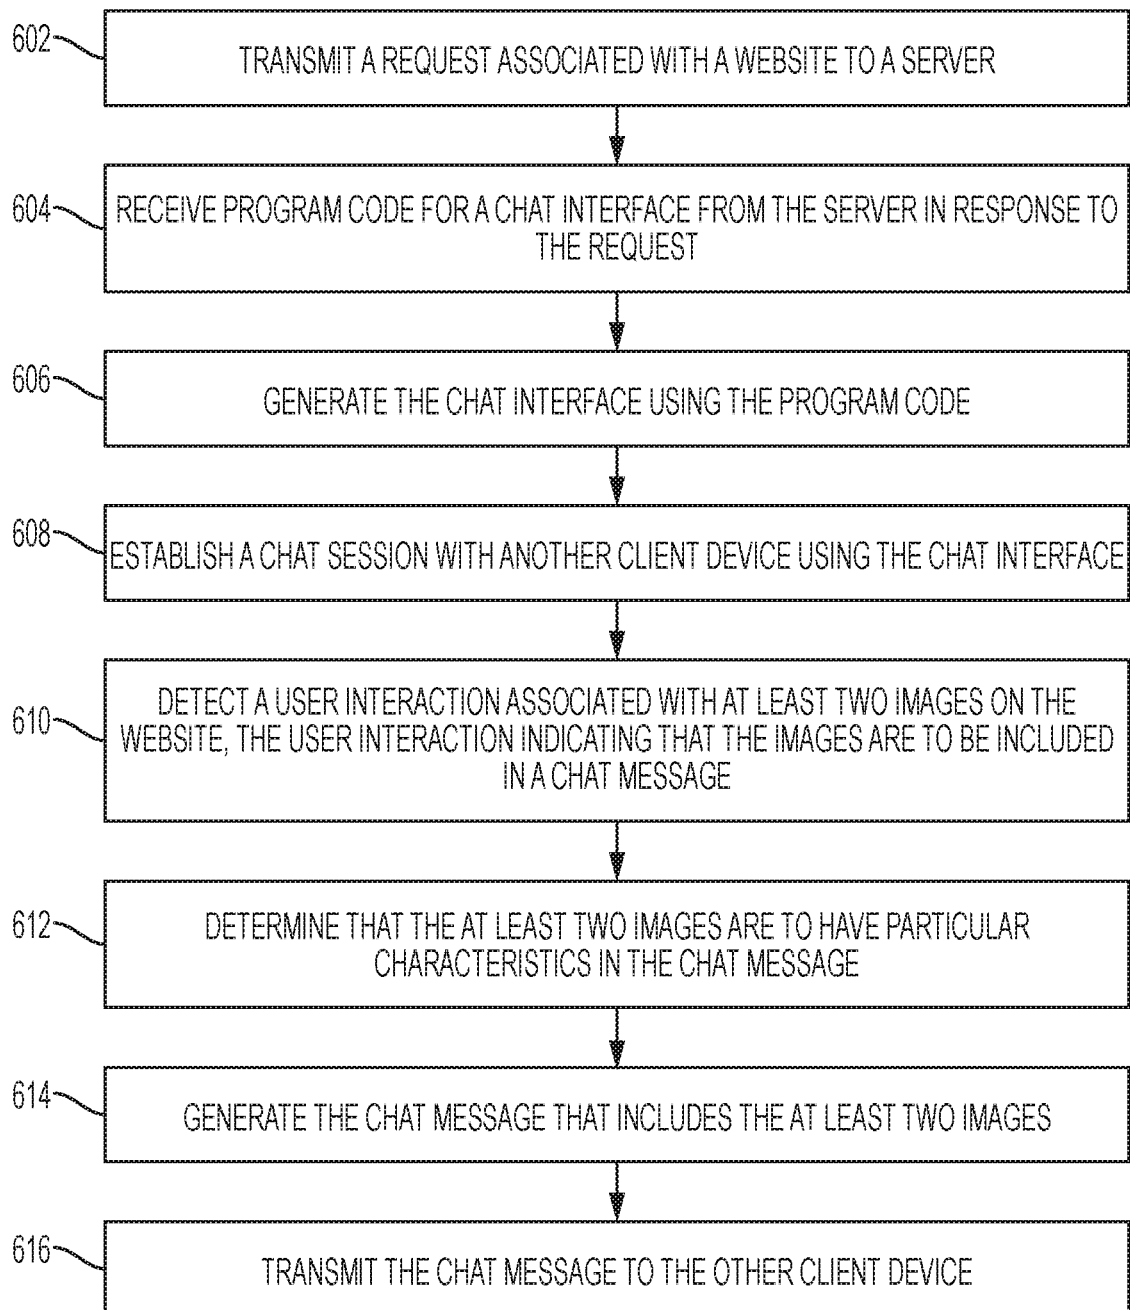 602
TRANSMIT A REQUEST ASSOCIATED WITH A WEBSITE TO A SERVER
604
RECEIVE PROGRAM CODE FOR A CHAT INTERFACE FROM THE SERVER IN RESPONSE TO
THE REQUEST
606
GENERATE THE CHAT INTERFACE USING THE PROGRAM CODE
608
ESTABLISH A CHAT SESSION WITH ANOTHER CLIENT DEVICE USING THE CHAT INTERFACE
610
DETECT A USER INTERACTION ASSOCIATED WITH AT LEAST TWO IMAGES ON THE
WEBSITE, THE USER INTERACTION INDICATING THAT THE IMAGES ARE TO BE INCLUDED
IN A CHAT MESSAGE
612
DETERMINE THAT THE AT LEAST TWO IMAGES ARE TO HAVE PARTICULAR
CHARACTERISTICS IN THE CHAT MESSAGE
614
GENERATE THE CHAT MESSAGE THAT INCLUDES THE AT LEAST TWO IMAGES
616
TRANSMIT THE CHAT MESSAGE TO THE OTHER CLIENT DEVICE